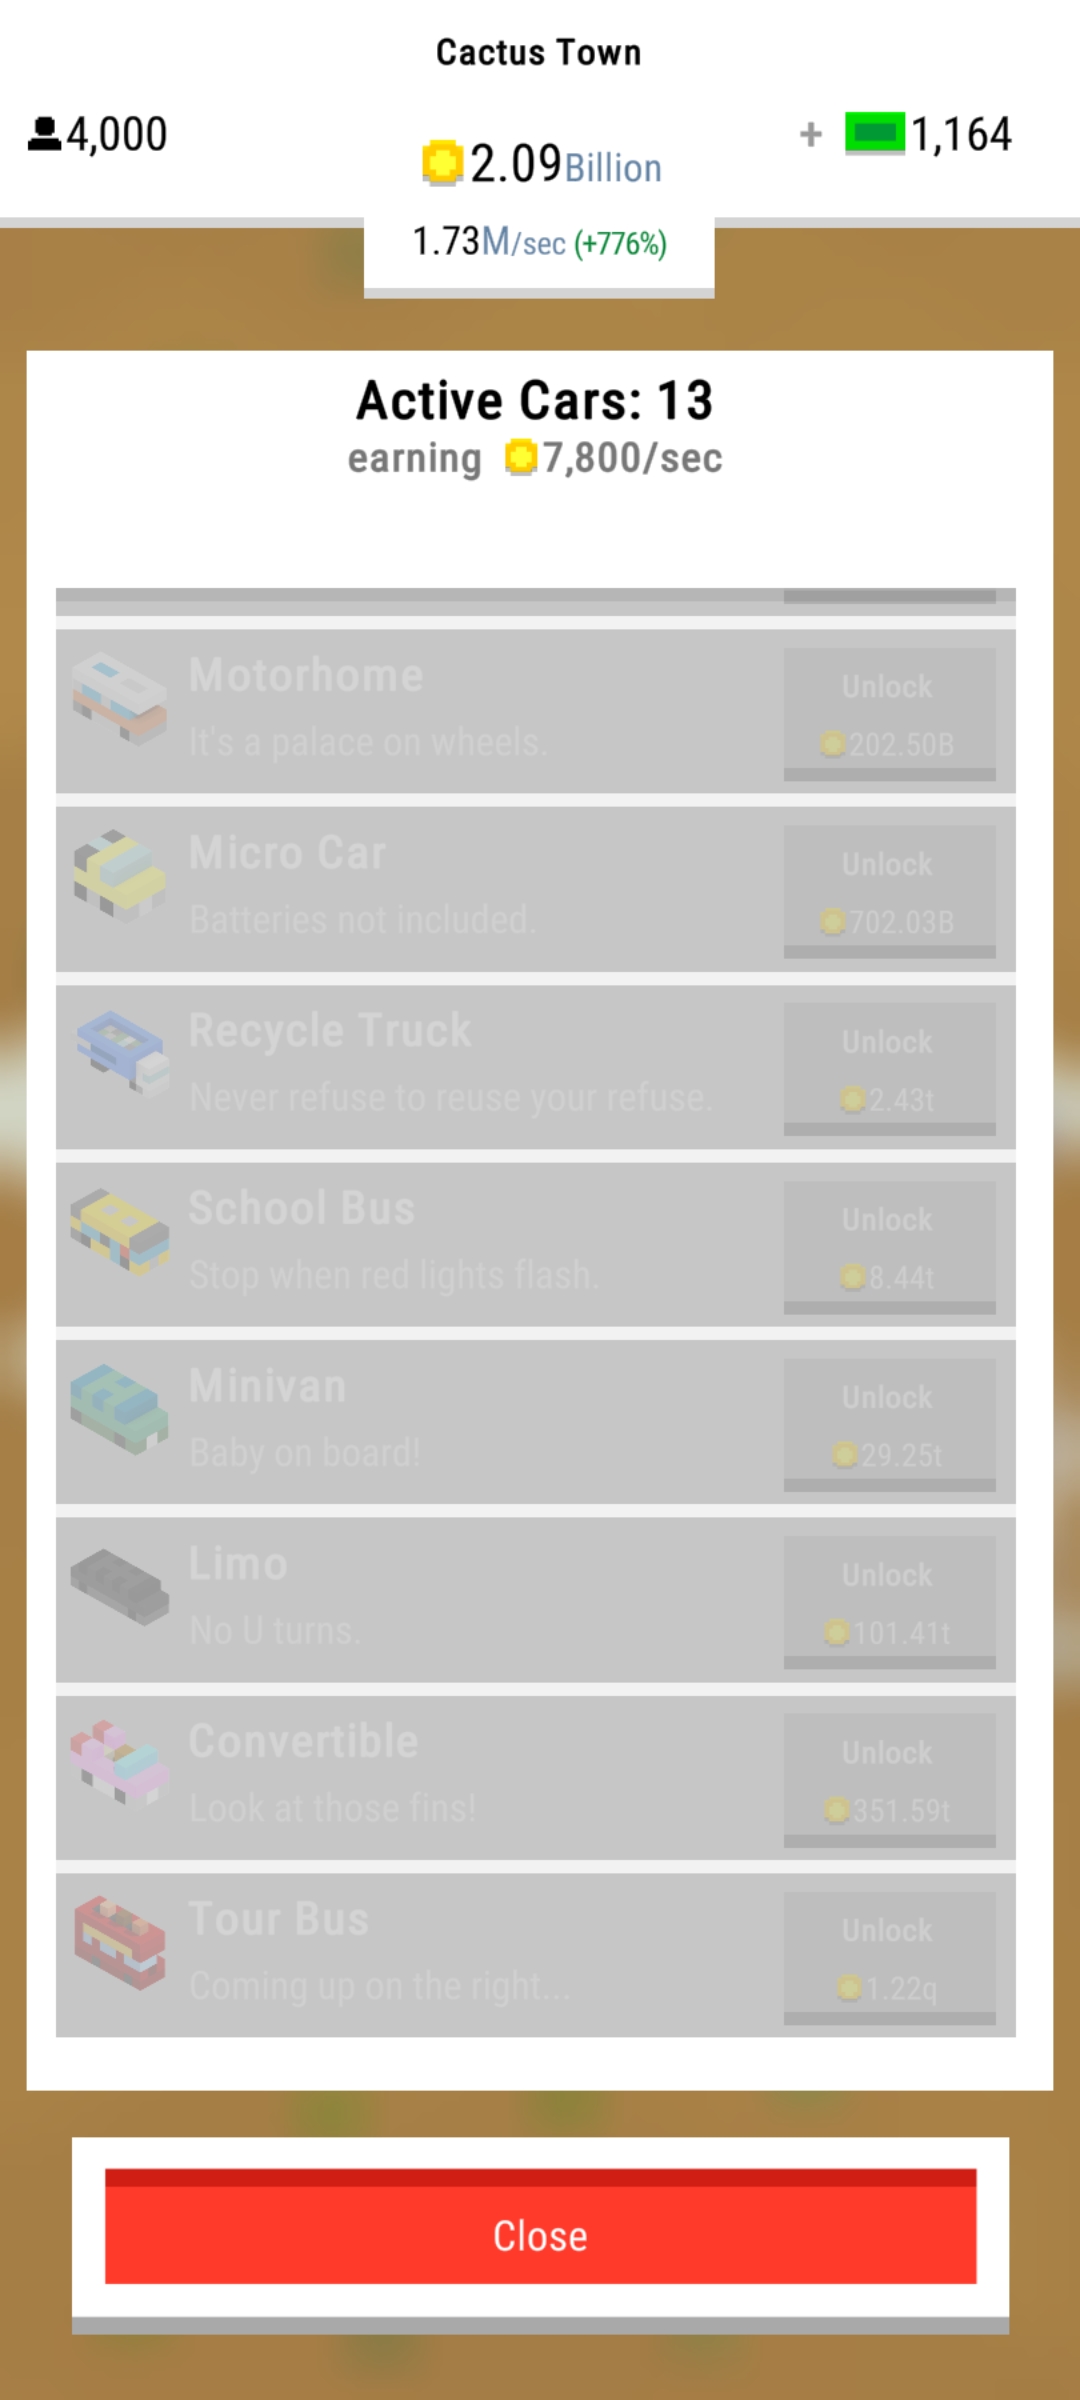 Cactus Town
4,000
2.09Billion
+ 1,164
1.73M/sec (+776%)
Active Cars: 13
earning 7,800/sec
Motorhome
It's a palace on wheels.
Unlock
202.50B
Micro Car
Batteries not included.
Unlock
702.03B
Recycle Truck
Never refuse to reuse your refuse.
Unlock
2.43t
School Bus
Stop when red lights flash.
Unlock
8.44t
Minivan
Baby on board!
Unlock
29.25t
Limo
No U turns.
Unlock
101.41t
Convertible
Look at those fins!
Unlock
351.59t
Tour Bus
Coming up on the right...
Unlock
1.22q
Close